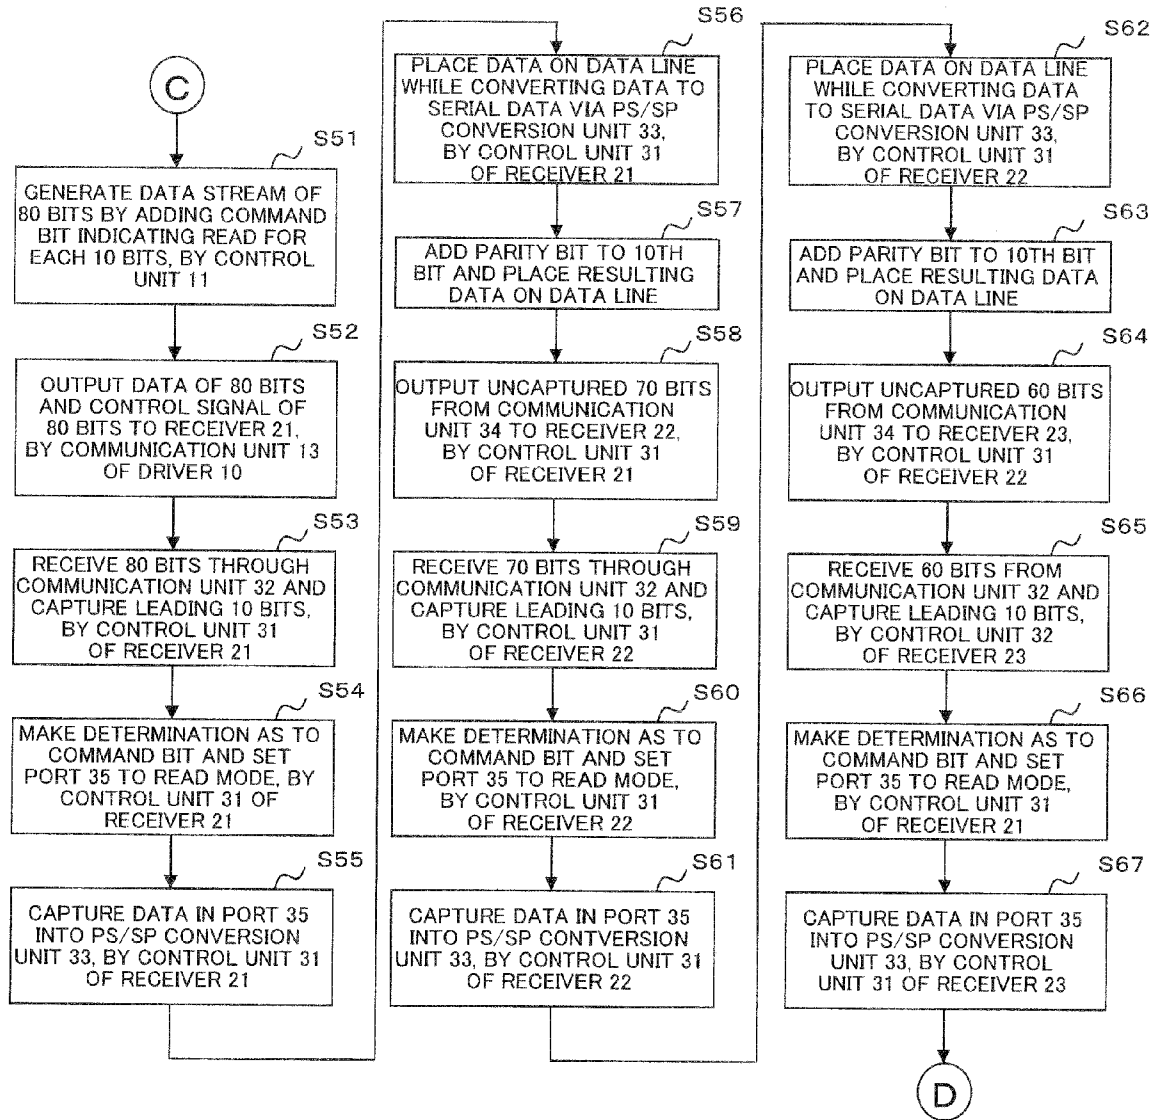 C
S51
GENERATE DATA STREAM OF
80 BITS BY ADDING COMMAND
BIT INDICATING READ FOR
EACH 10 BITS, BY CONTROL
UNIT 11
S52
OUTPUT DATA OF 80 BITS
AND CONTROL SIGNAL OF
80 BITS TO RECEIVER 21,
BY COMMUNICATION UNIT 13
OF DRIVER 10
S53
RECEIVE 80 BITS THROUGH
COMMUNICATION UNIT 32 AND
CAPTURE LEADING 10 BITS,
BY CONTROL UNIT 31
OF RECEIVER 21
S54
MAKE DETERMINATION AS TO
COMMAND BIT AND SET
PORT 35 TO READ MODE, BY
CONTROL UNIT 31 OF
RECEIVER 21
S55
CAPTURE DATA IN PORT 35
INTO PS/SP CONVERSION
UNIT 33, BY CONTROL UNIT 31
OF RECEIVER 21
S56
PLACE DATA ON DATA LINE
WHILE CONVERTING DATA TO
SERIAL DATA VIA PS/SP
CONVERSION UNIT 33,
BY CONTROL UNIT 31
OF RECEIVER 21
S57
ADD PARITY BIT TO 10TH
BIT AND PLACE RESULTING
DATA ON DATA LINE
S58
OUTPUT UNCAPTURED 70 BITS
FROM COMMUNICATION
UNIT 34 TO RECEIVER 22,
BY CONTROL UNIT 31
OF RECEIVER 21
S59
RECEIVE 70 BITS THROUGH
COMMUNICATION UNIT 32 AND
CAPTURE LEADING 10 BITS,
BY CONTROL UNIT 31
OF RECEIVER 22
S60
MAKE DETERMINATION AS TO
COMMAND BIT AND SET
PORT 35 TO READ MODE,
BY CONTROL UNIT 31
OF RECEIVER 22
S61
CAPTURE DATA IN PORT 35
INTO PS/SP CONTVERSION
UNIT 33, BY CONTROL UNIT 31
OF RECEIVER 22
S62
PLACE DATA ON DATA LINE
WHILE CONVERTING DATA
TO SERIAL DATA VIA PS/SP
CONVERSION UNIT 33,
BY CONTROL UNIT 31
OF RECEIVER 22
S63
ADD PARITY BIT TO 10TH BIT
AND PLACE RESULTING DATA
ON DATA LINE
S64
OUTPUT UNCAPTURED 60 BITS
FROM COMMUNICATION
UNIT 34 TO RECEIVER 23,
BY CONTROL UNIT 31
OF RECEIVER 22
S65
RECEIVE 60 BITS FROM
COMMUNICATION UNIT 32 AND
CAPTURE LEADING 10 BITS,
BY CONTROL UNIT 32
OF RECEIVER 23
S66
MAKE DETERMINATION AS TO
COMMAND BIT AND SET
PORT 35 TO READ MODE,
BY CONTROL UNIT 31
OF RECEIVER 21
S67
CAPTURE DATA IN PORT 35
INTO PS/SP CONVERSION
UNIT 33, BY CONTROL
UNIT 31 OF RECEIVER 23
D